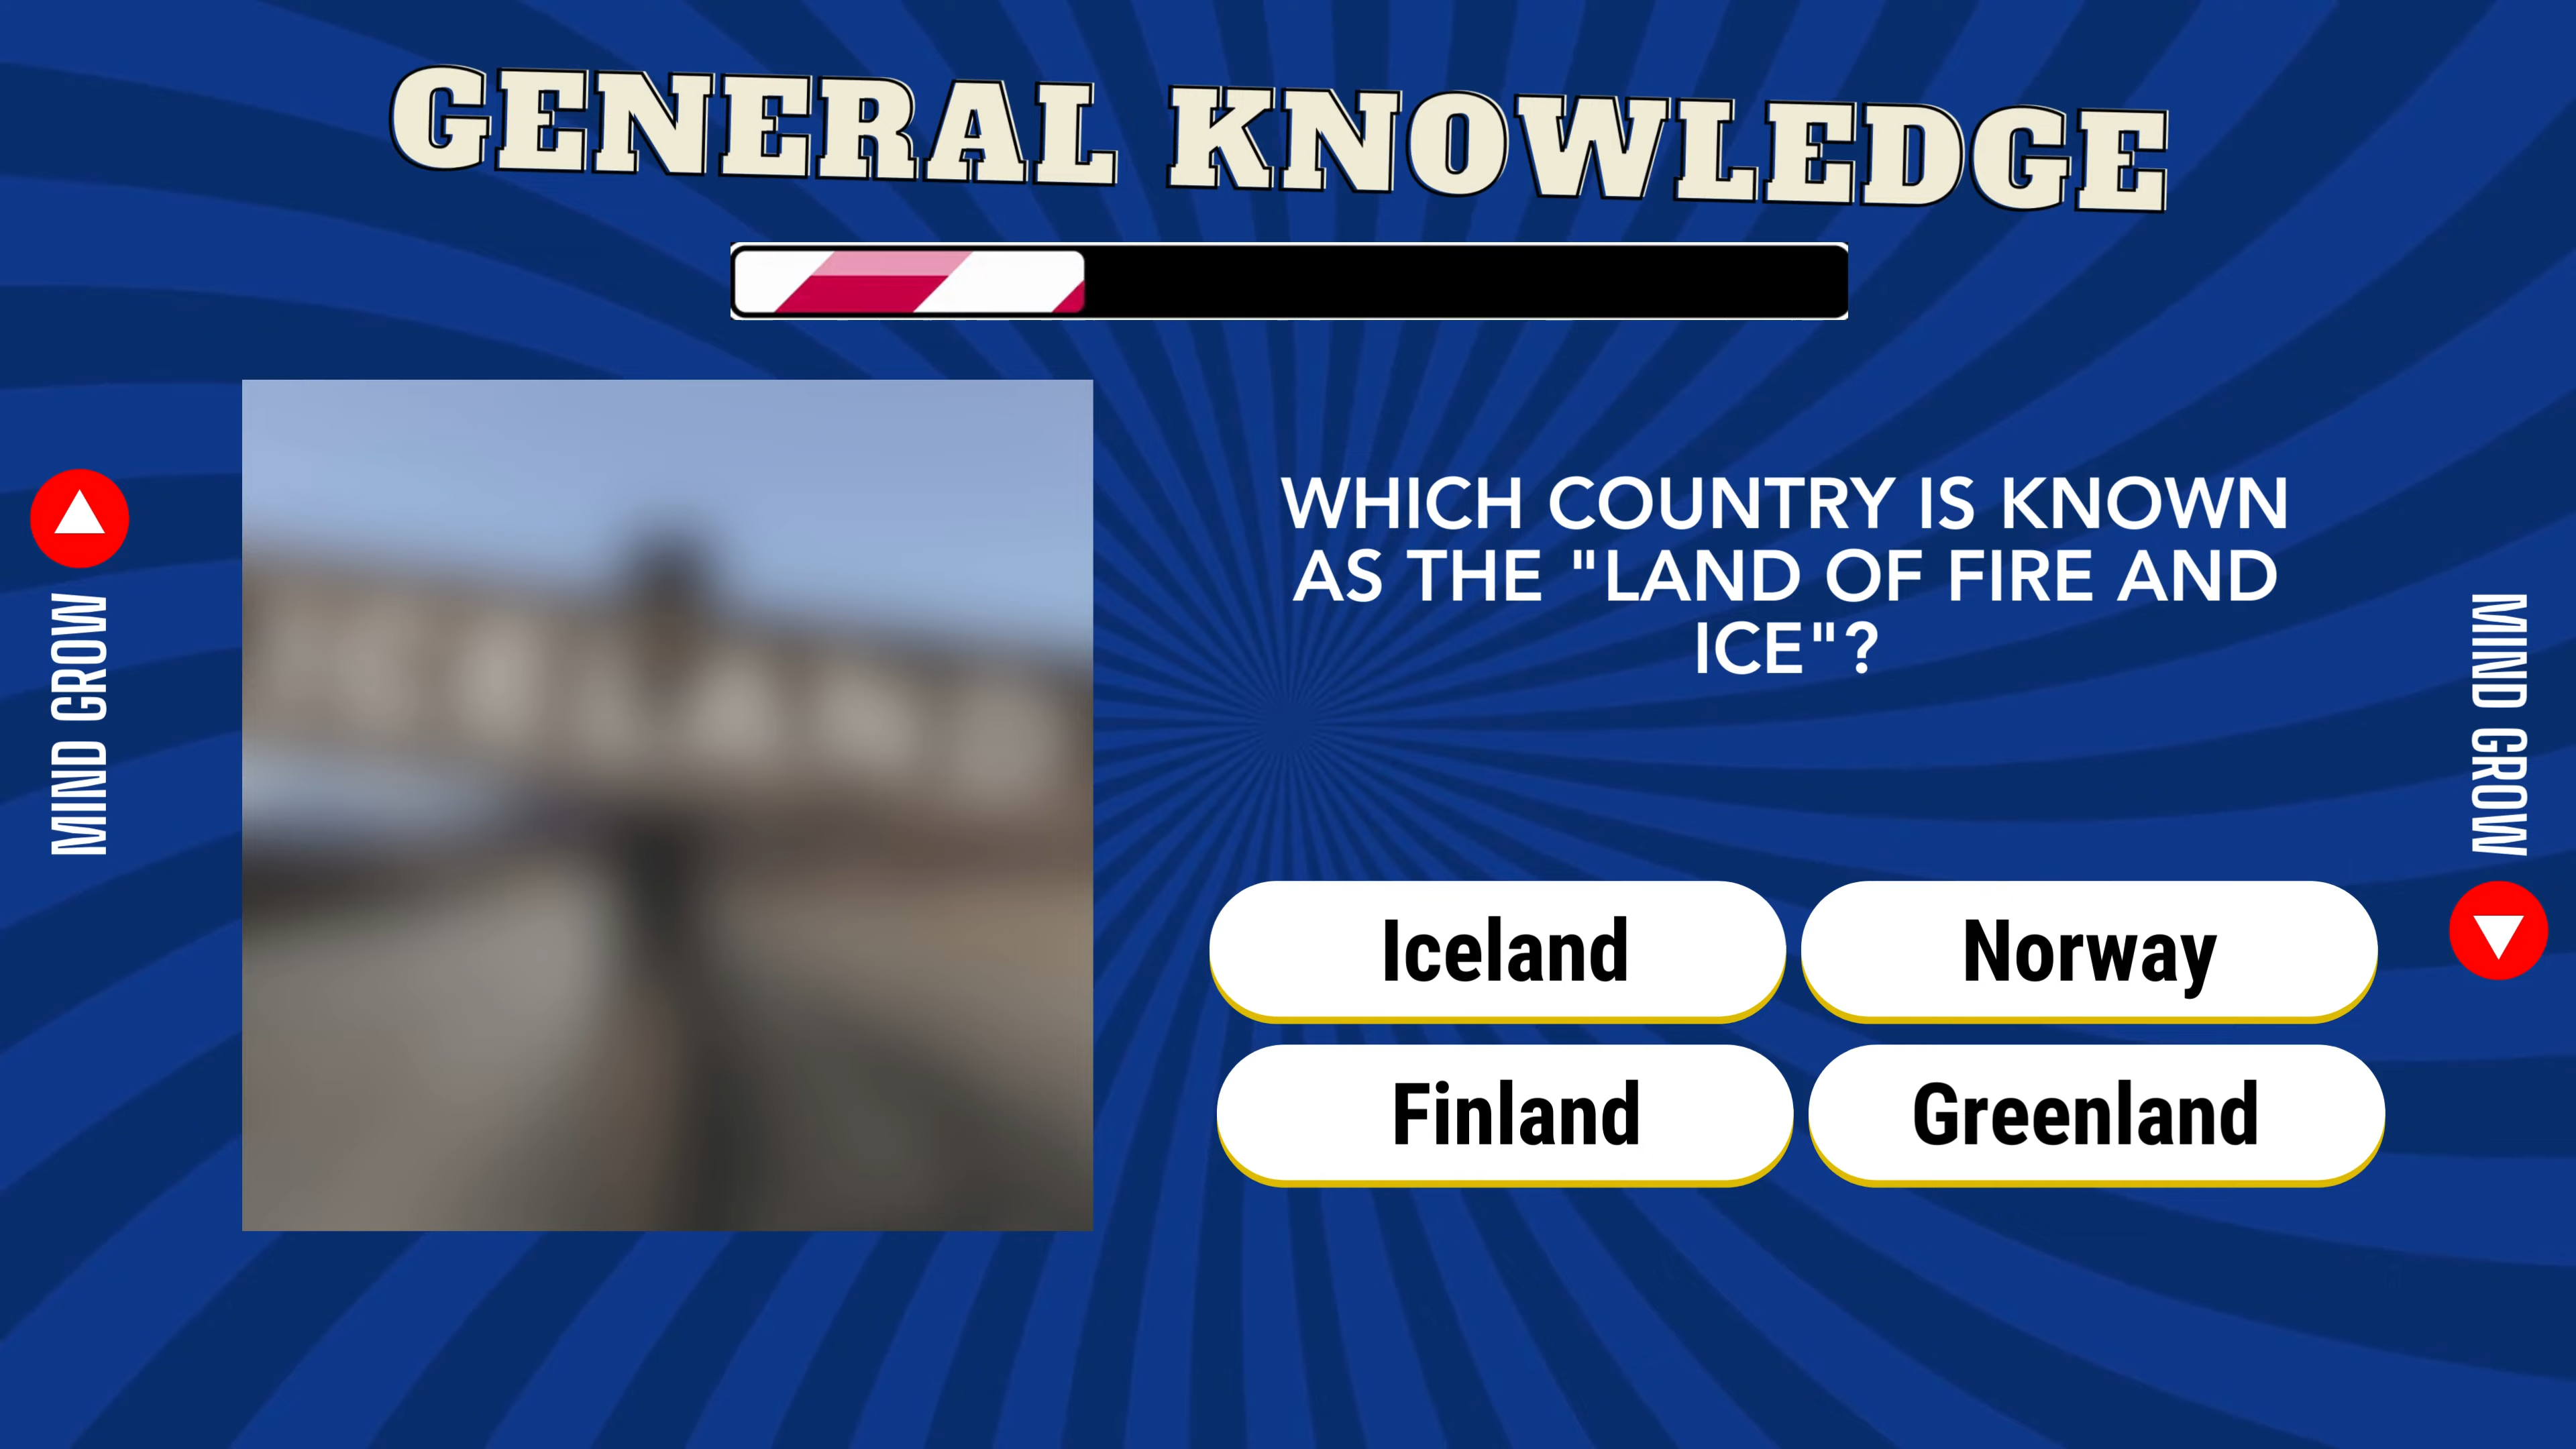 GENERAL KNOWLEDGE
MIND GROW
WHICH COUNTRY IS KNOWN
AS THE "LAND OF FIRE AND
ICE"?
Iceland
Norway
Finland
Greenland
MIND GROW